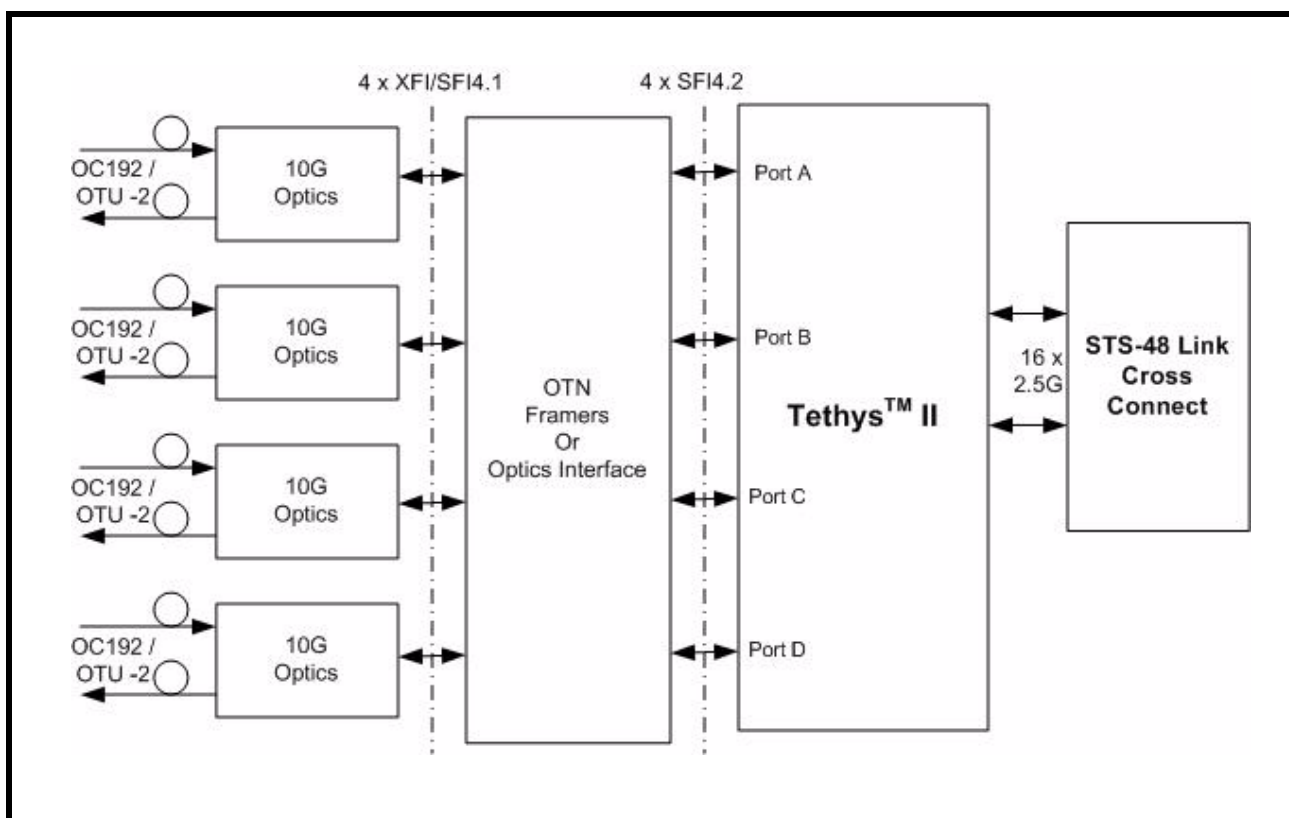 4 x XFI/SFI4.1
4 x SFI4.2
OC192 /
OTU -2
10G
Optics
Port A
OC192 /
OTU -2
10G
Optics
Port B
OC192 /
OTU -2
10G
Optics
Port C
OC192 /
OTU -2
10G
Optics
Port D
OTN
Framers
Or
Optics Interface
Tethys™ II
16 x
2.5G
STS-48 Link
Cross
Connect